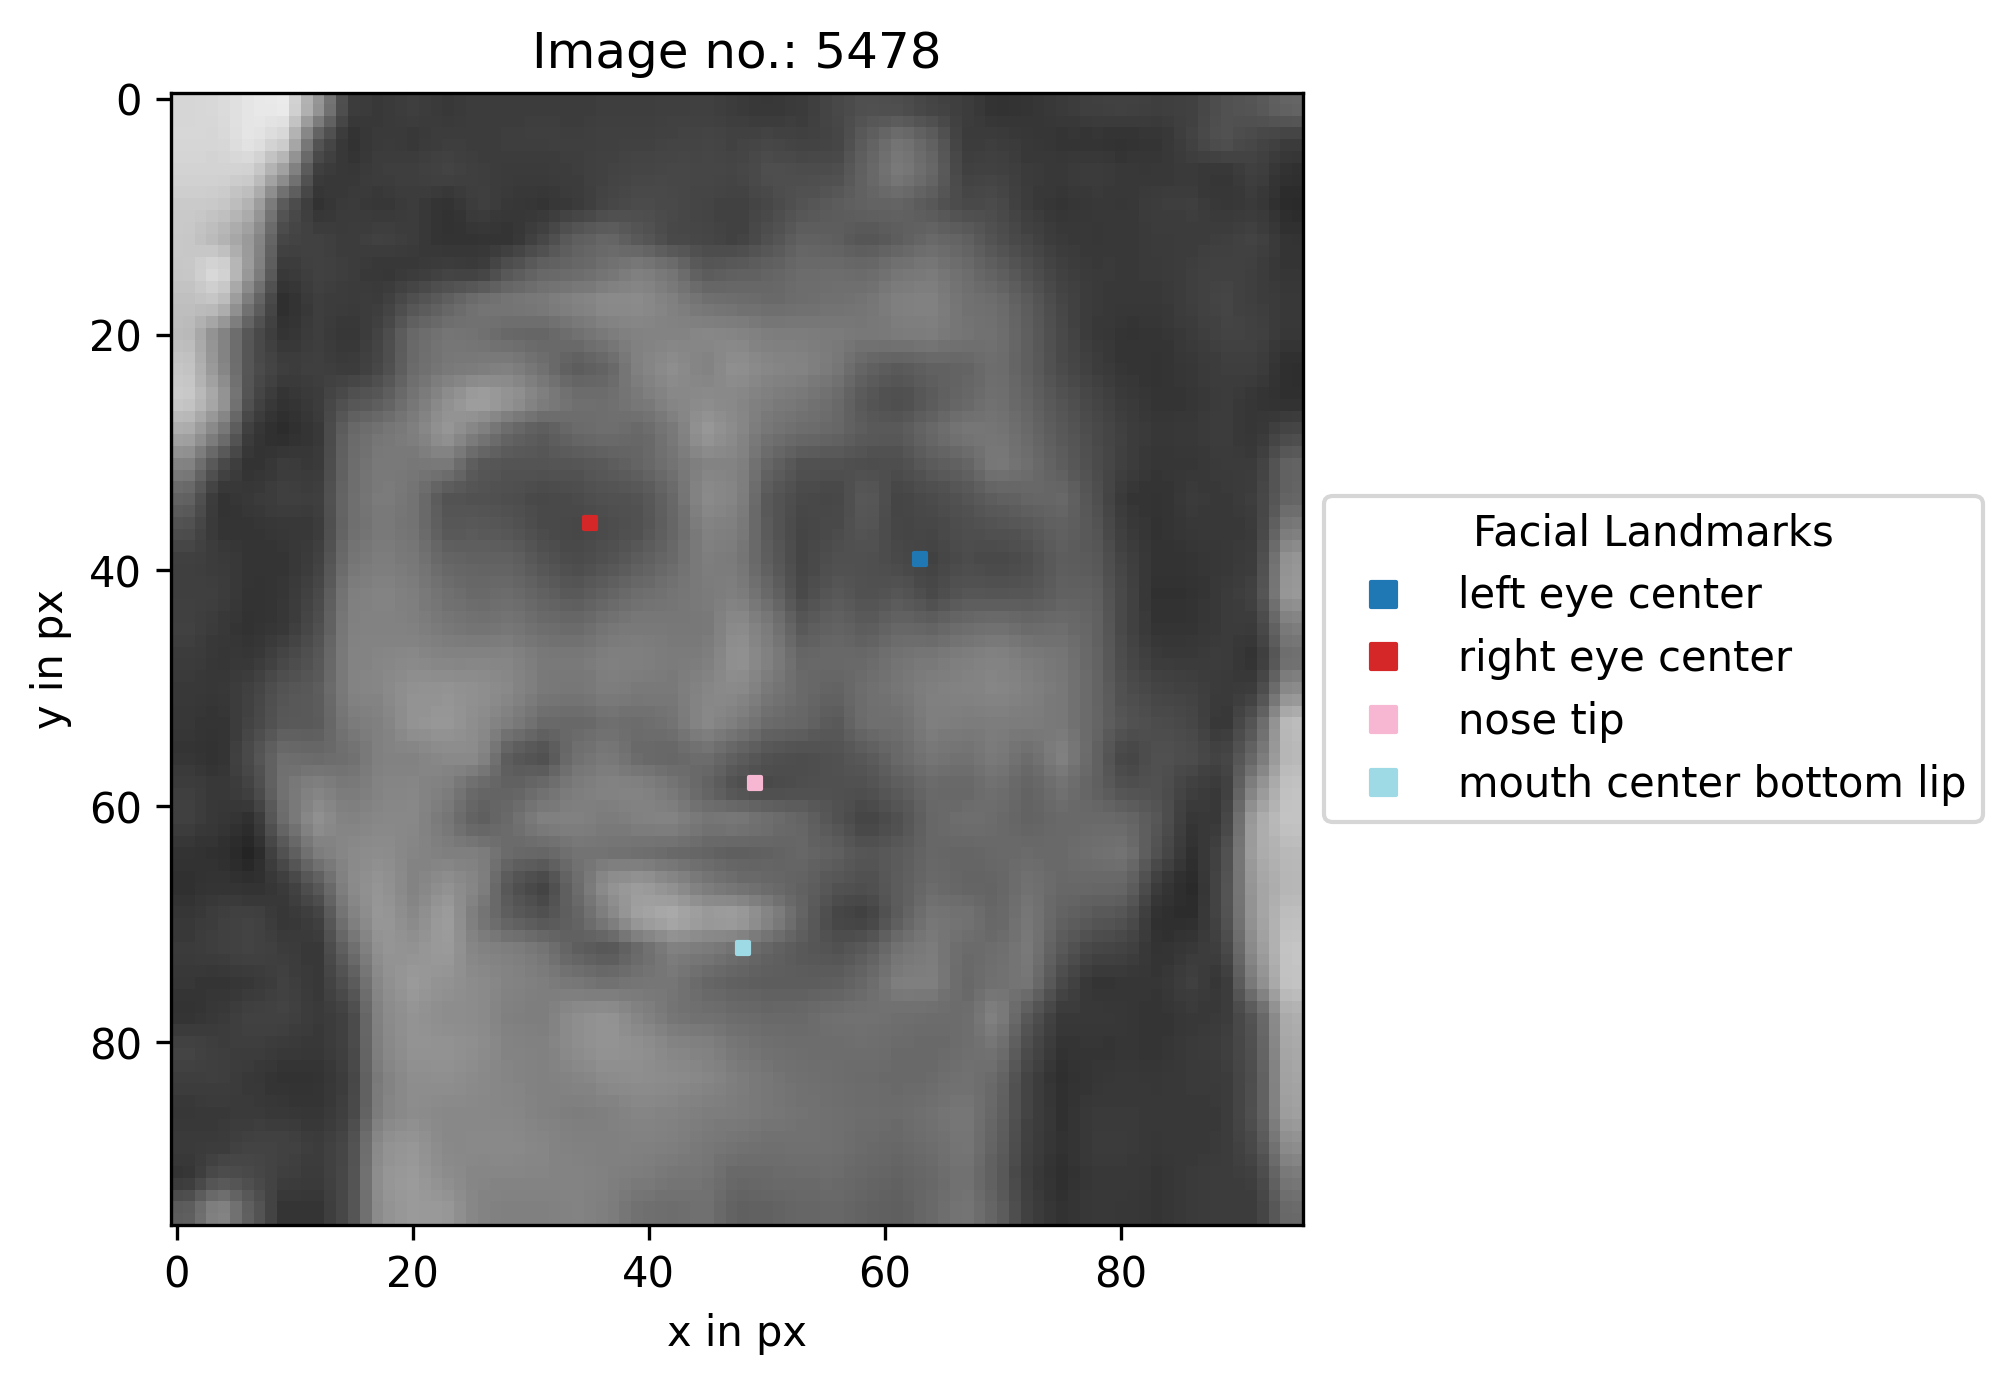 Image no.: 5478
0
20
40
60
80
y in px
0 20 40 60 80
x in px
Facial Landmarks
left eye center
right eye center
nose tip
mouth center bottom lip